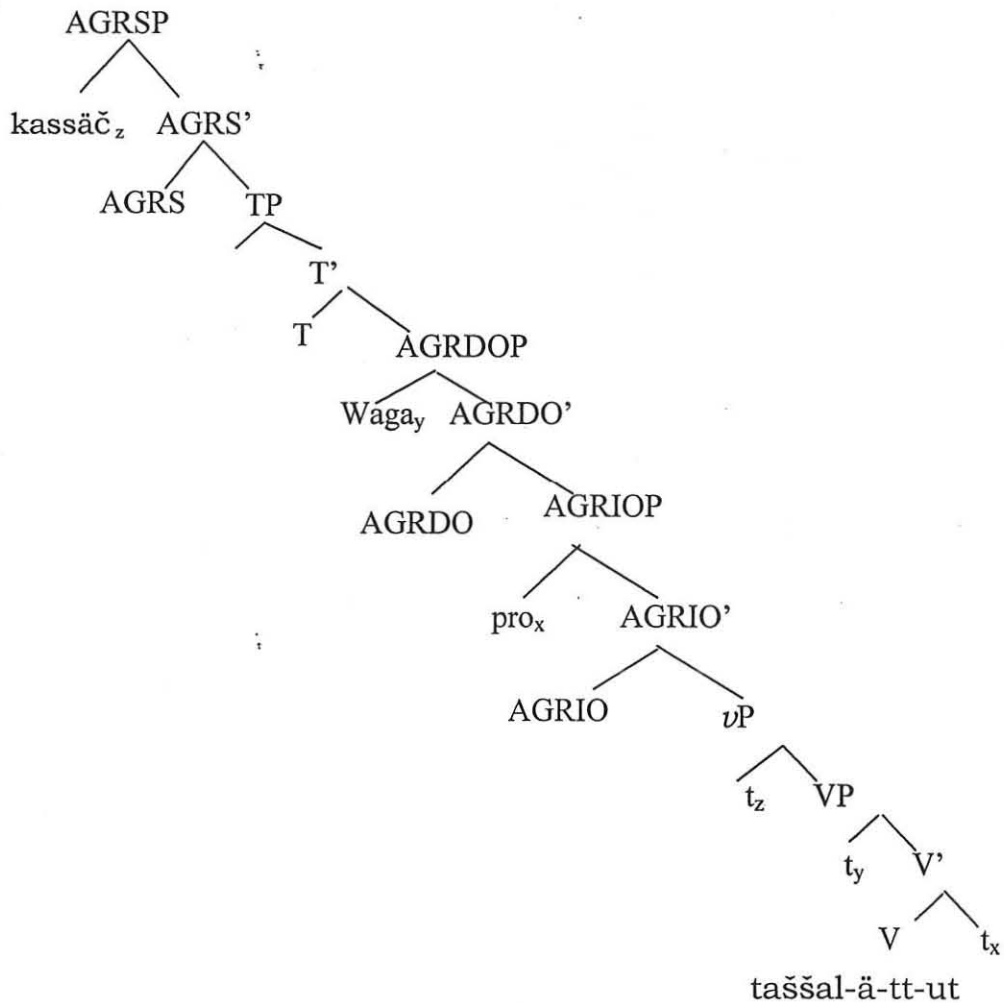 AGRSP
kassäč z AGRS’
AGRS TP
T’
T
AGRDOP
Wagay AGRDO’
AGRDO AGRIOP
prox AGRIO’
AGRIO vP
tz VP
ty V’
V tx
taššal-ä-tt-ut